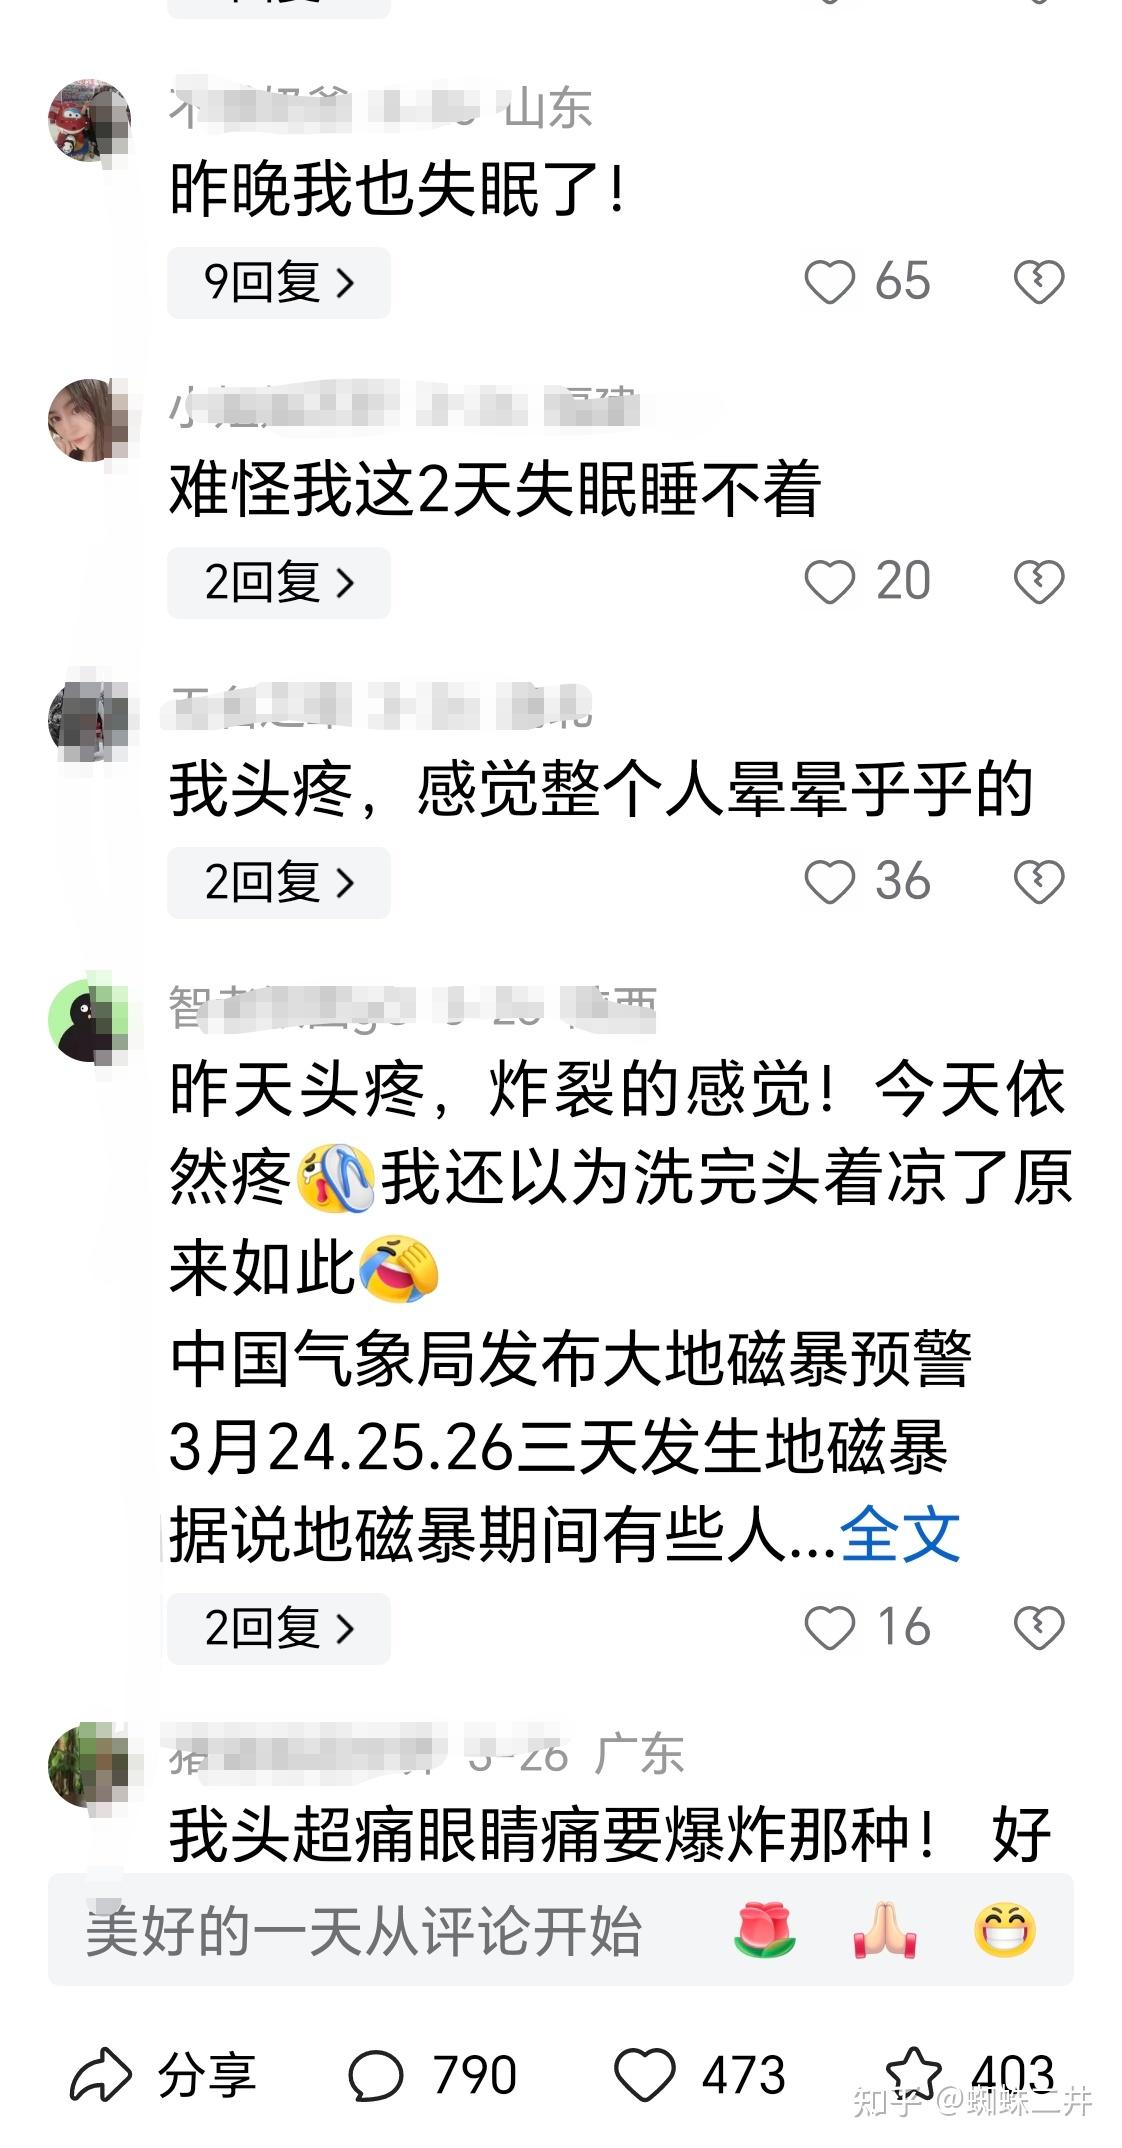 山东
昨晚我也失眠了!
9回复 >
65
难怪我这2天失眠睡不着
2回复 >
20
我头疼，感觉整个人晕晕乎乎的
2回复 >
36
智
昨天头疼，炸裂的感觉！今天依
然疼我还以为洗完头着凉了原
来如此
中国气象局发布大地磁暴预警
3月24.25.26三天发生地磁暴
据说地磁暴期间有些人...全文
2回复 >
16
3-26 广东
我头超痛眼睛痛要爆炸那种！ 好
美好的一天从评论开始
分享
790
473
403
知乎 @蜘蛛二井